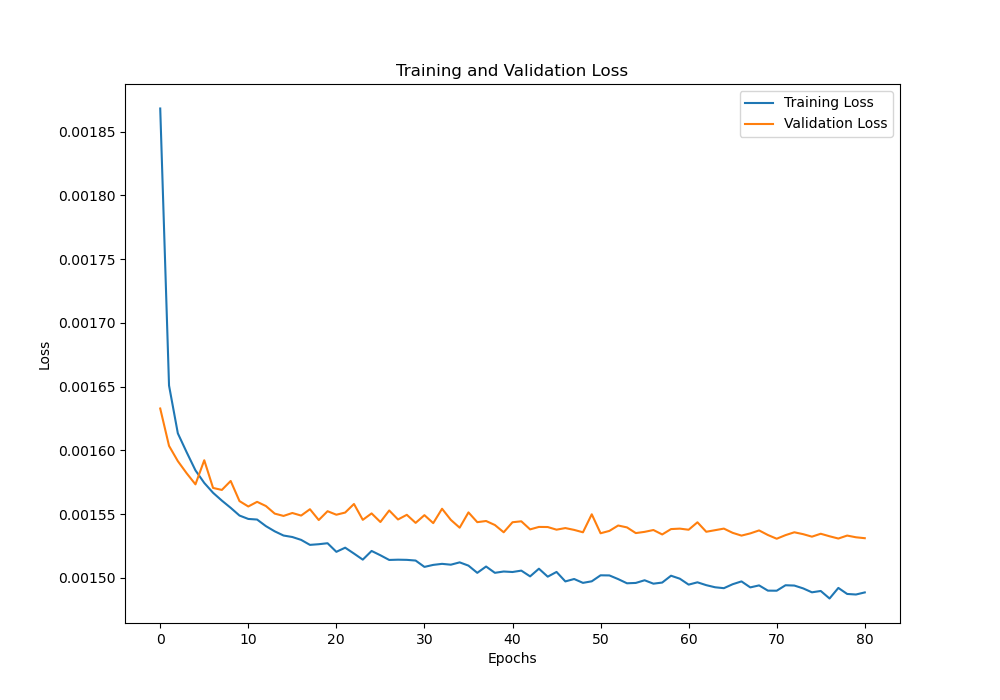 Training and Validation Loss
Training Loss
Validation Loss
0.00185
0.00180
0.00175
0.00170
0.00165
0.00160
0.00155
0.00150
Loss
0 10 20 30 40 50 60 70 80
Epochs